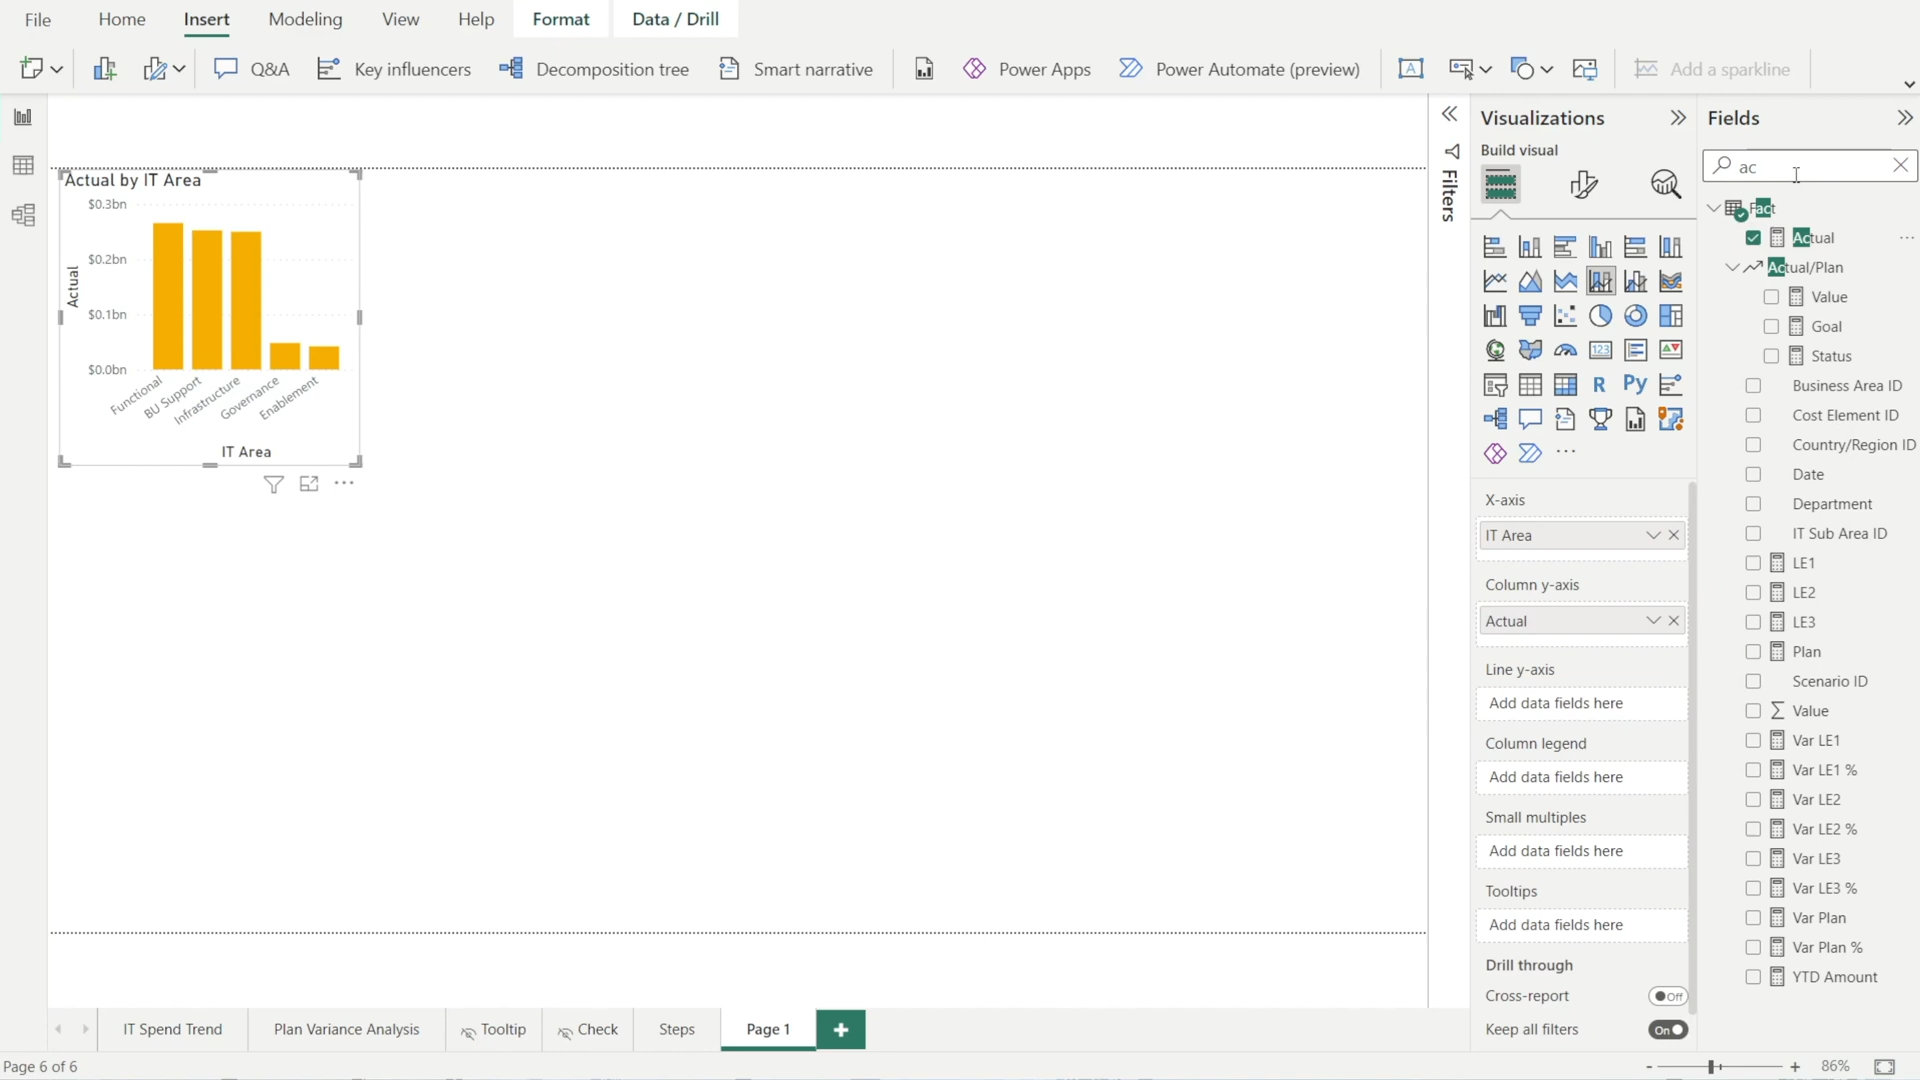 File Home Insert Modeling View Help Format Data / Drill
Q&A Key influencers Decomposition tree Smart narrative Power Apps Power Automate (preview) Add a sparkline
Actual by IT Area
$0.3bn
$0.2bn
$0.1bn
$0.0bn
Actual
Functional
BU Support
Infrastructure
Governance
Enablement
IT Area
Filters
Visualizations
Build visual
123
R
Py
X-axis
IT Area
Column y-axis
Actual
Line y-axis
Add data fields here
Column legend
Add data fields here
Small multiples
Add data fields here
Tooltips
Add data fields here
Drill through
Cross-report Off
Keep all filters On
Fields
ac
Fact
Actual
Actual/Plan
Value
Goal
Status
Business Area ID
Cost Element ID
Country/Region ID
Date
Department
IT Sub Area ID
LE1
LE2
LE3
Plan
Scenario ID
Value
Var LE1
Var LE1 %
Var LE2
Var LE2 %
Var LE3
Var LE3 %
Var Plan
Var Plan %
YTD Amount
IT Spend Trend Plan Variance Analysis Tooltip Check Steps Page 1
Page 6 of 6
86%